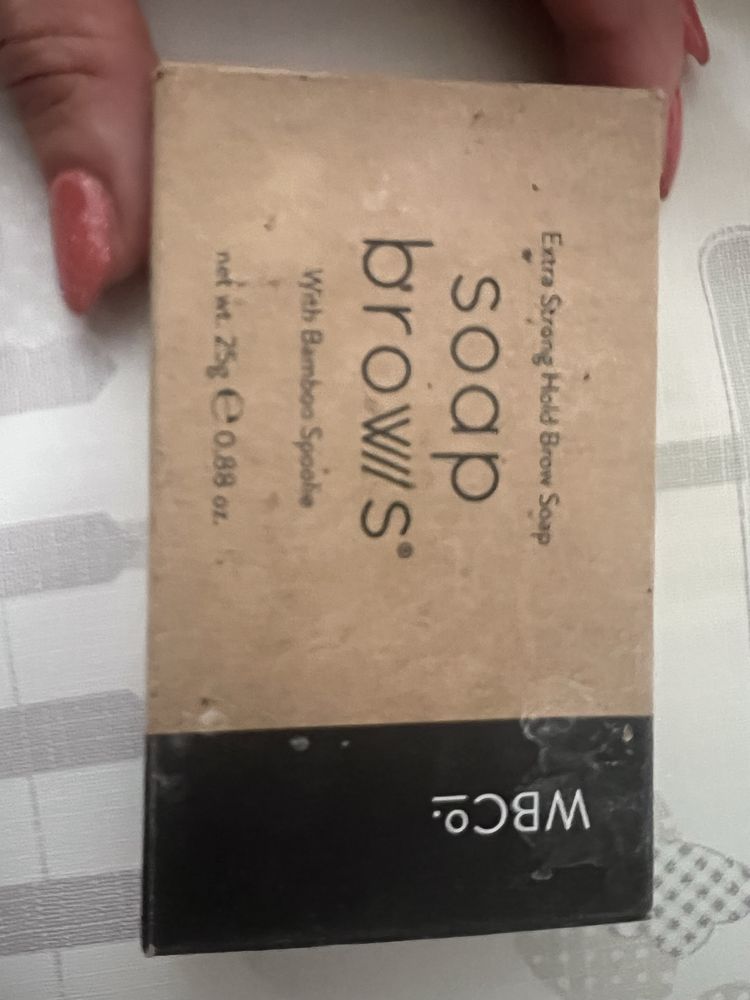 Extra Strong Hold Brow Soap
soap
brows®
With Bamboo Spoolie
net wt. 25g ℮ 0.88 oz.
WBCo.